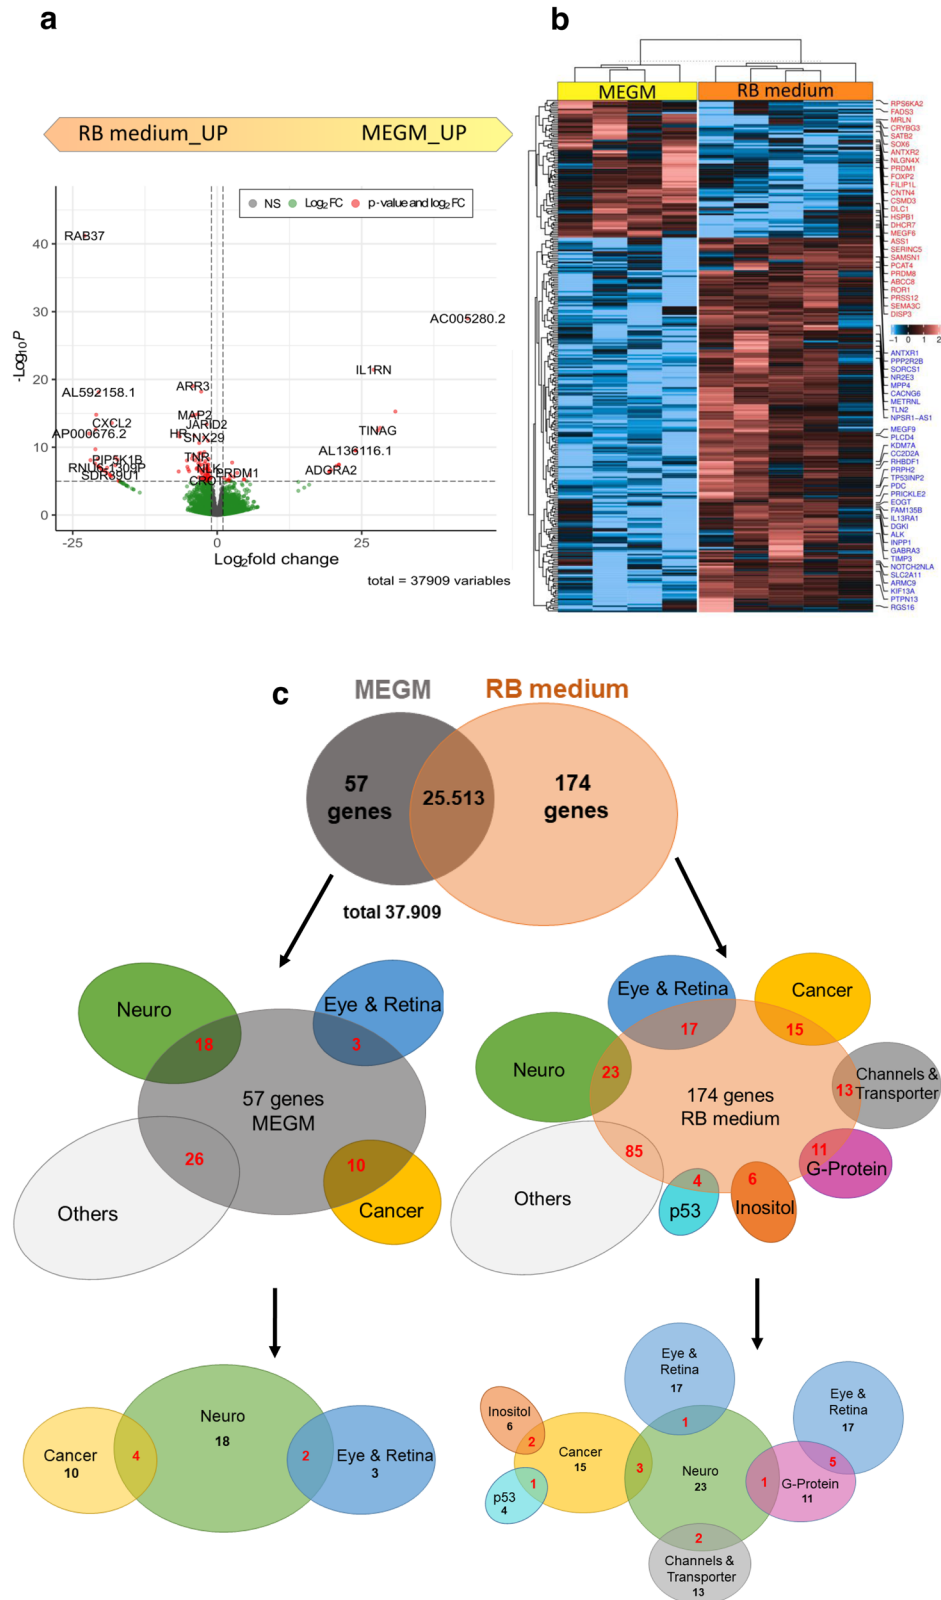 a
RB medium_UP
MEGM_UP
NS
Log2 FC
p-value and log2 FC
-Log10P
40
30
20
10
0
RAB37
AC005280.2
IL1RN
ARR3
AL592158.1
MAP2
CXCL2
JARID2
AP000676.2
HR
SNX29
TINAG
TNR
AL136116.1
PIP5K1B
NLK
PRDM1
ADGRA2
SDR39U1
CROT
-25
0
25
Log2 fold change
total = 37909 variables
b
MEGM
RB medium
RPS6KA2
FADS3
MRLN
CRYBG3
SATB2
SOX6
ANTXR2
NLGN4X
PRDM1
FOXP2
FILIP1L
CNTN4
CSMD3
DLC1
HSPB1
DHCR7
MEGF6
ASS1
SERINC5
SAMSN1
PCAT4
PRDM8
ABCC8
ROR1
PRSS12
SEMA3C
DISP3
-1 0 1 2
ANTXR1
PPP2R2B
SORCS1
NR2E3
MPP4
CACNG6
METRNL
TLN2
NPSR1-AS1
MEGF9
PLCD4
KDM7A
CC2D2A
RHBDF1
PRPH2
TP53INP2
PDC
PRICKLE2
EOGT
FAM135B
IL13RA1
DGKI
ALK
INPP1
GABRA3
TIMP3
NOTCH2NLA
SLC2A11
ARMC9
KIF13A
PTPN13
RGS16
c
MEGM
RB medium
57
genes
25.513
174
genes
total 37.909
Neuro
18
Eye & Retina
3
57 genes
MEGM
26
Others
10
Cancer
Eye & Retina
17
Cancer
15
Neuro
23
174 genes
RB medium
13
Channels &
Transporter
85
Others
11
G-Protein
4
p53
6
Inositol
Cancer
10
4
Neuro
18
2
Eye & Retina
3
Eye &
Retina
17
Eye &
Retina
17
Inositol
6
2
1
Cancer
15
3
Neuro
23
1
5
G-Protein
11
1
p53
4
2
Channels &
Transporter
13